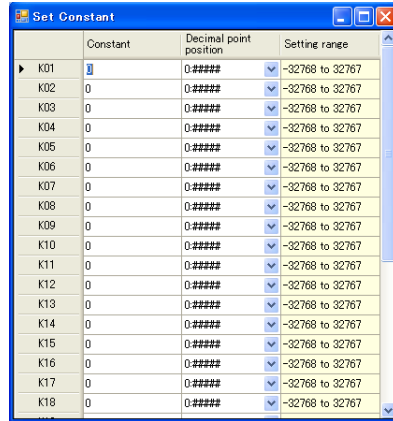 Set Constant
Constant Decimal point position Setting range
K01 0 0:##### -32768 to 32767
K02 0 0:##### -32768 to 32767
K03 0 0:##### -32768 to 32767
K04 0 0:##### -32768 to 32767
K05 0 0:##### -32768 to 32767
K06 0 0:##### -32768 to 32767
K07 0 0:##### -32768 to 32767
K08 0 0:##### -32768 to 32767
K09 0 0:##### -32768 to 32767
K10 0 0:##### -32768 to 32767
K11 0 0:##### -32768 to 32767
K12 0 0:##### -32768 to 32767
K13 0 0:##### -32768 to 32767
K14 0 0:##### -32768 to 32767
K15 0 0:##### -32768 to 32767
K16 0 0:##### -32768 to 32767
K17 0 0:##### -32768 to 32767
K18 0 0:##### -32768 to 32767